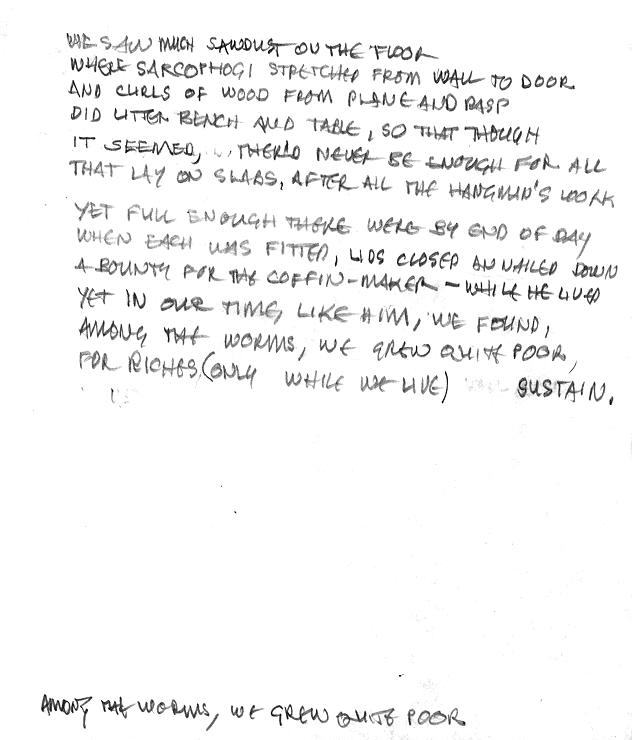 WE SAW MUCH SAWDUST ON THE FLOOR
WHERE SARCOPHOGI STRETCHED FROM WALL TO DOOR
AND CURLS OF WOOD FROM PLANE AND RASP
DID LITTER BENCH AND TABLE, SO THAT THOUGH
IT SEEMED, THER'D NEVER BE ENOUGH FOR ALL
THAT LAY ON SLABS, AFTER ALL THE HANGMAN'S WORK
YET FULL ENOUGH THERE WERE BY END OF DAY
WHEN EACH WAS FITTED, LIDS CLOSED AN NAILED DOWN
A BOUNTY FOR THE COFFIN-MAKER - WHILE HE LIVED
YET IN OUR TIME, LIKE HIM, WE FOUND,
AMONG THE WORMS, WE GREW QUITE POOR,
FOR RICHES (ONLY WHILE WE LIVE) SUSTAIN.
AMONG THE WORMS, WE GREW QUITE POOR